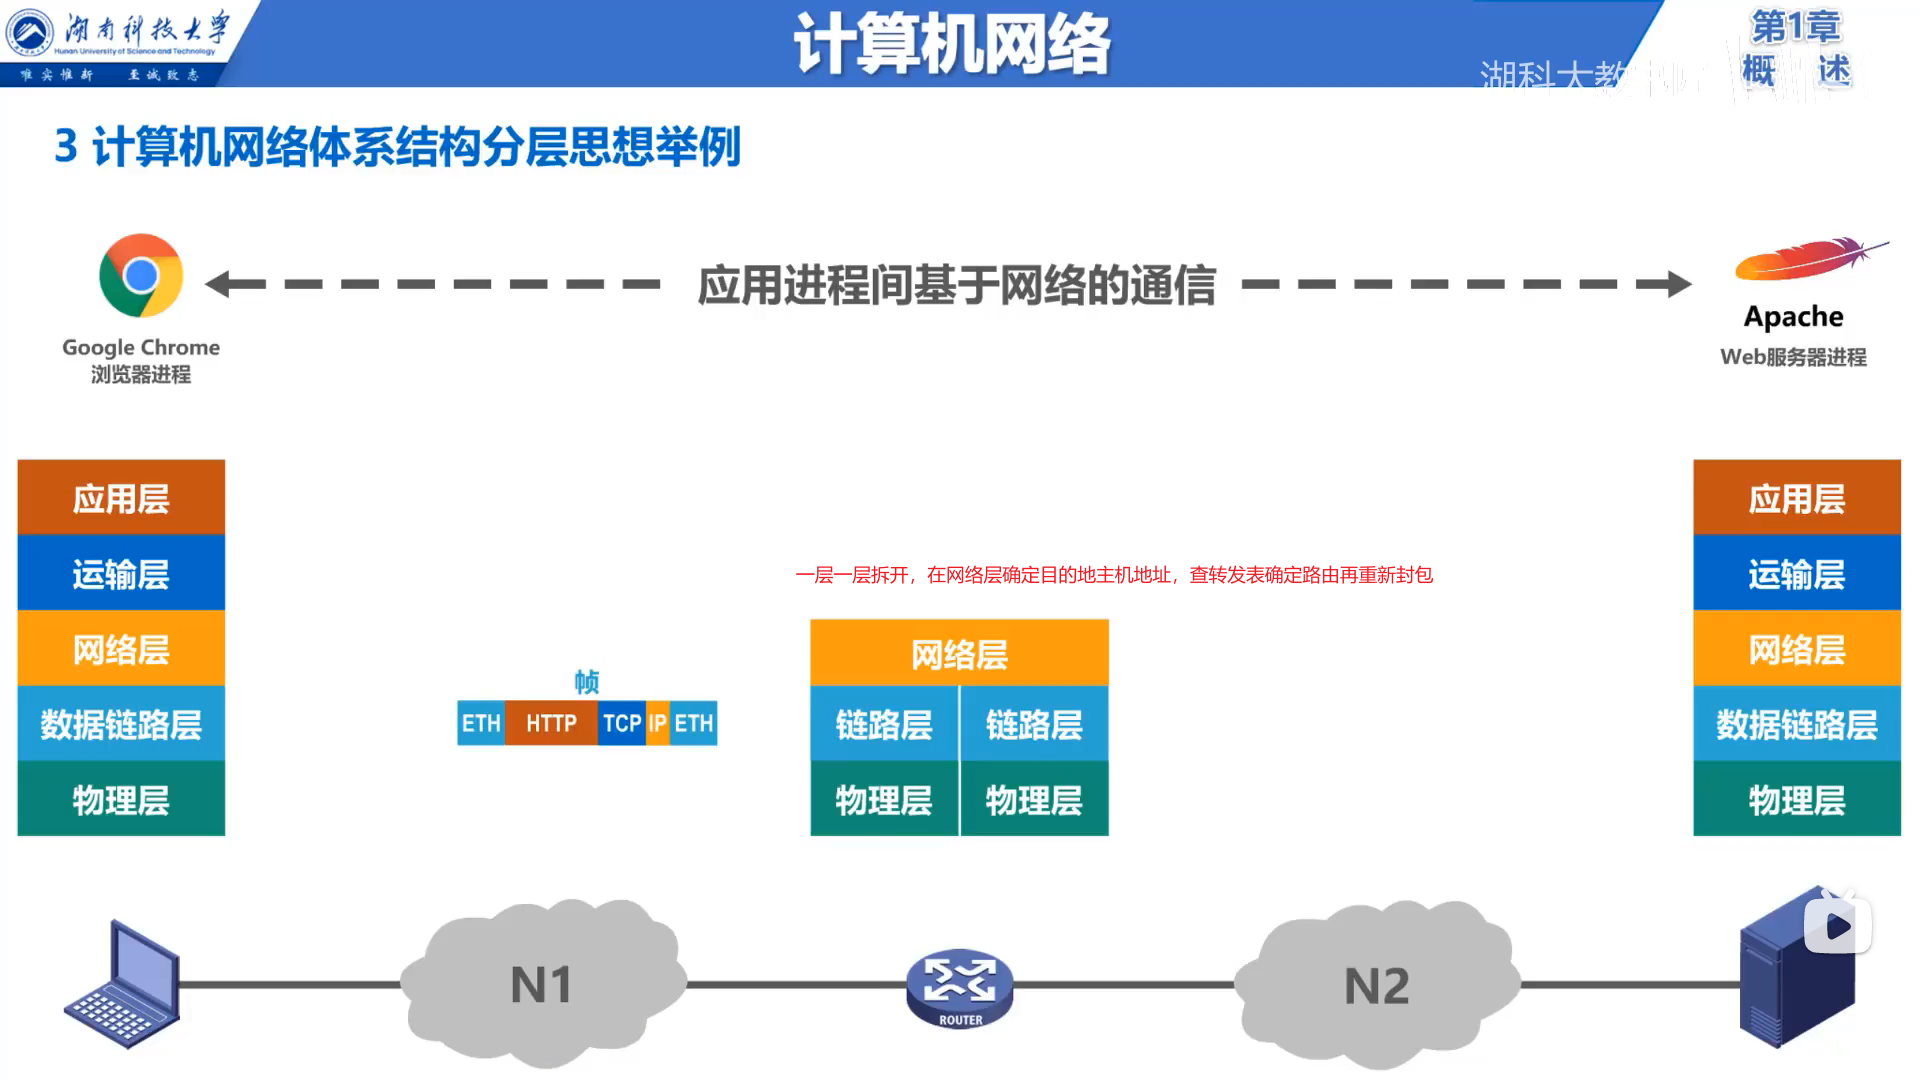 湖南科技大学
Hunan University of Science and Technology
唯实惟新 至诚致志
计算机网络
第1章
概 述
湖科大教书匠
3 计算机网络体系结构分层思想举例
应用进程间基于网络的通信
Google Chrome
浏览器进程
Apache
Web服务器进程
应用层
运输层
网络层
数据链路层
物理层
一层一层拆开，在网络层确定目的地主机地址，查转发表确定路由再重新封包
帧
ETH HTTP TCP IP ETH
网络层
链路层 链路层
物理层 物理层
应用层
运输层
网络层
数据链路层
物理层
N1
ROUTER
N2